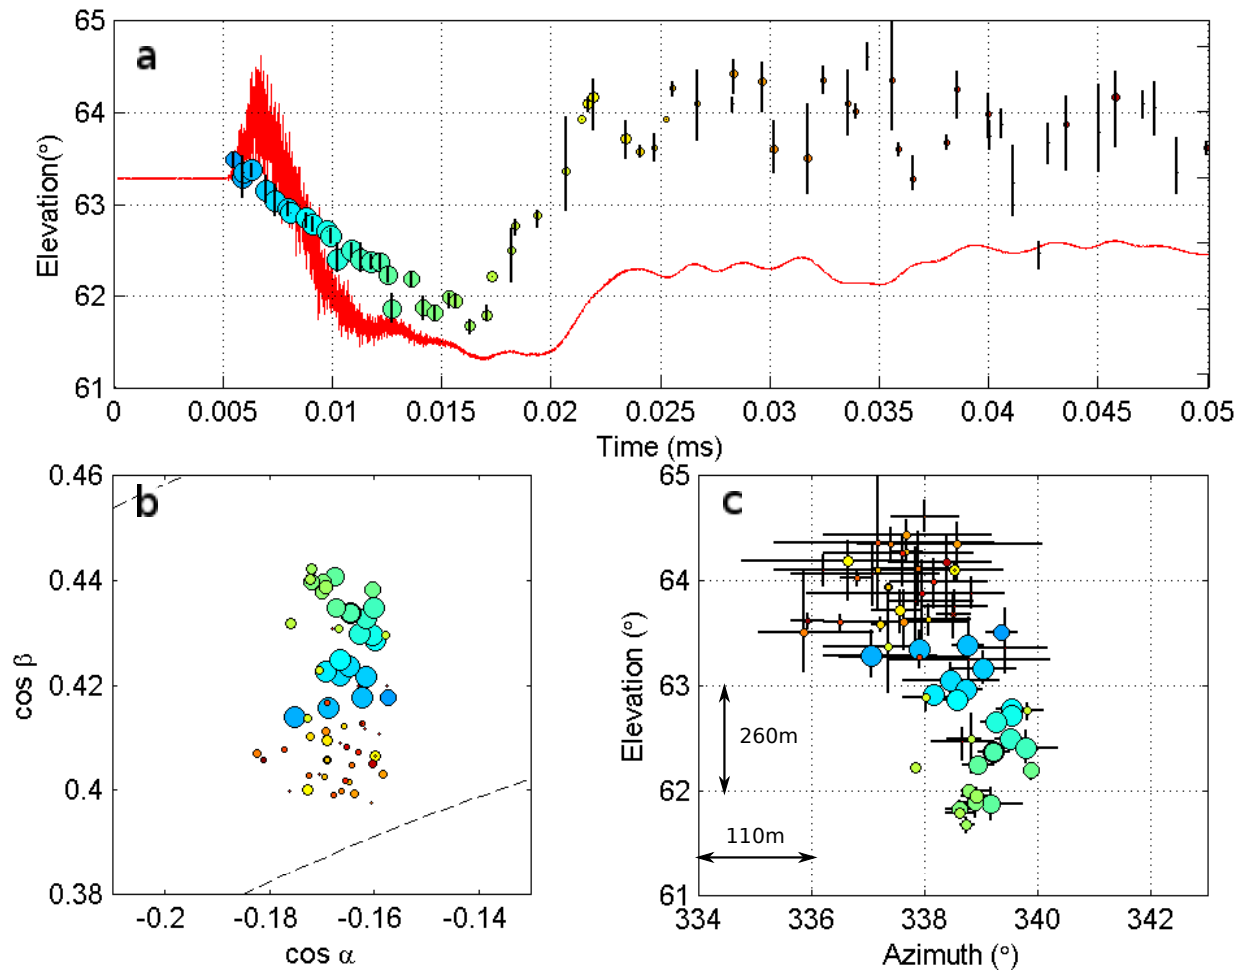 65
a
64
63
62
61
Elevation(°)
0 0.005 0.01 0.015 0.02 0.025 0.03 0.035 0.04 0.045 0.05
Time (ms)
0.46
b
0.44
0.42
0.4
0.38
cos β
-0.2 -0.18 -0.16 -0.14
cos α
65
c
64
63
62
61
Elevation (°)
260m
110m
334 336 338 340 342
Azimuth (°)